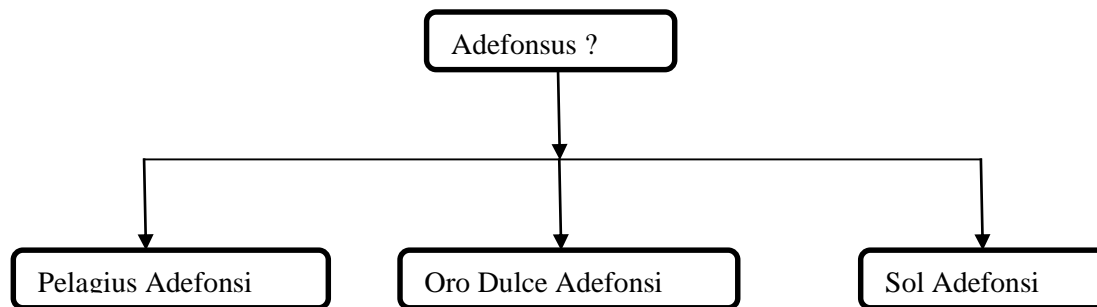 Adefonsus ?
Pelagius Adefonsi
Oro Dulce Adefonsi
Sol Adefonsi